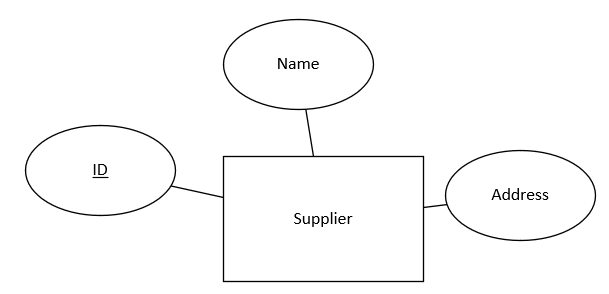 Name
ID
Address
Supplier